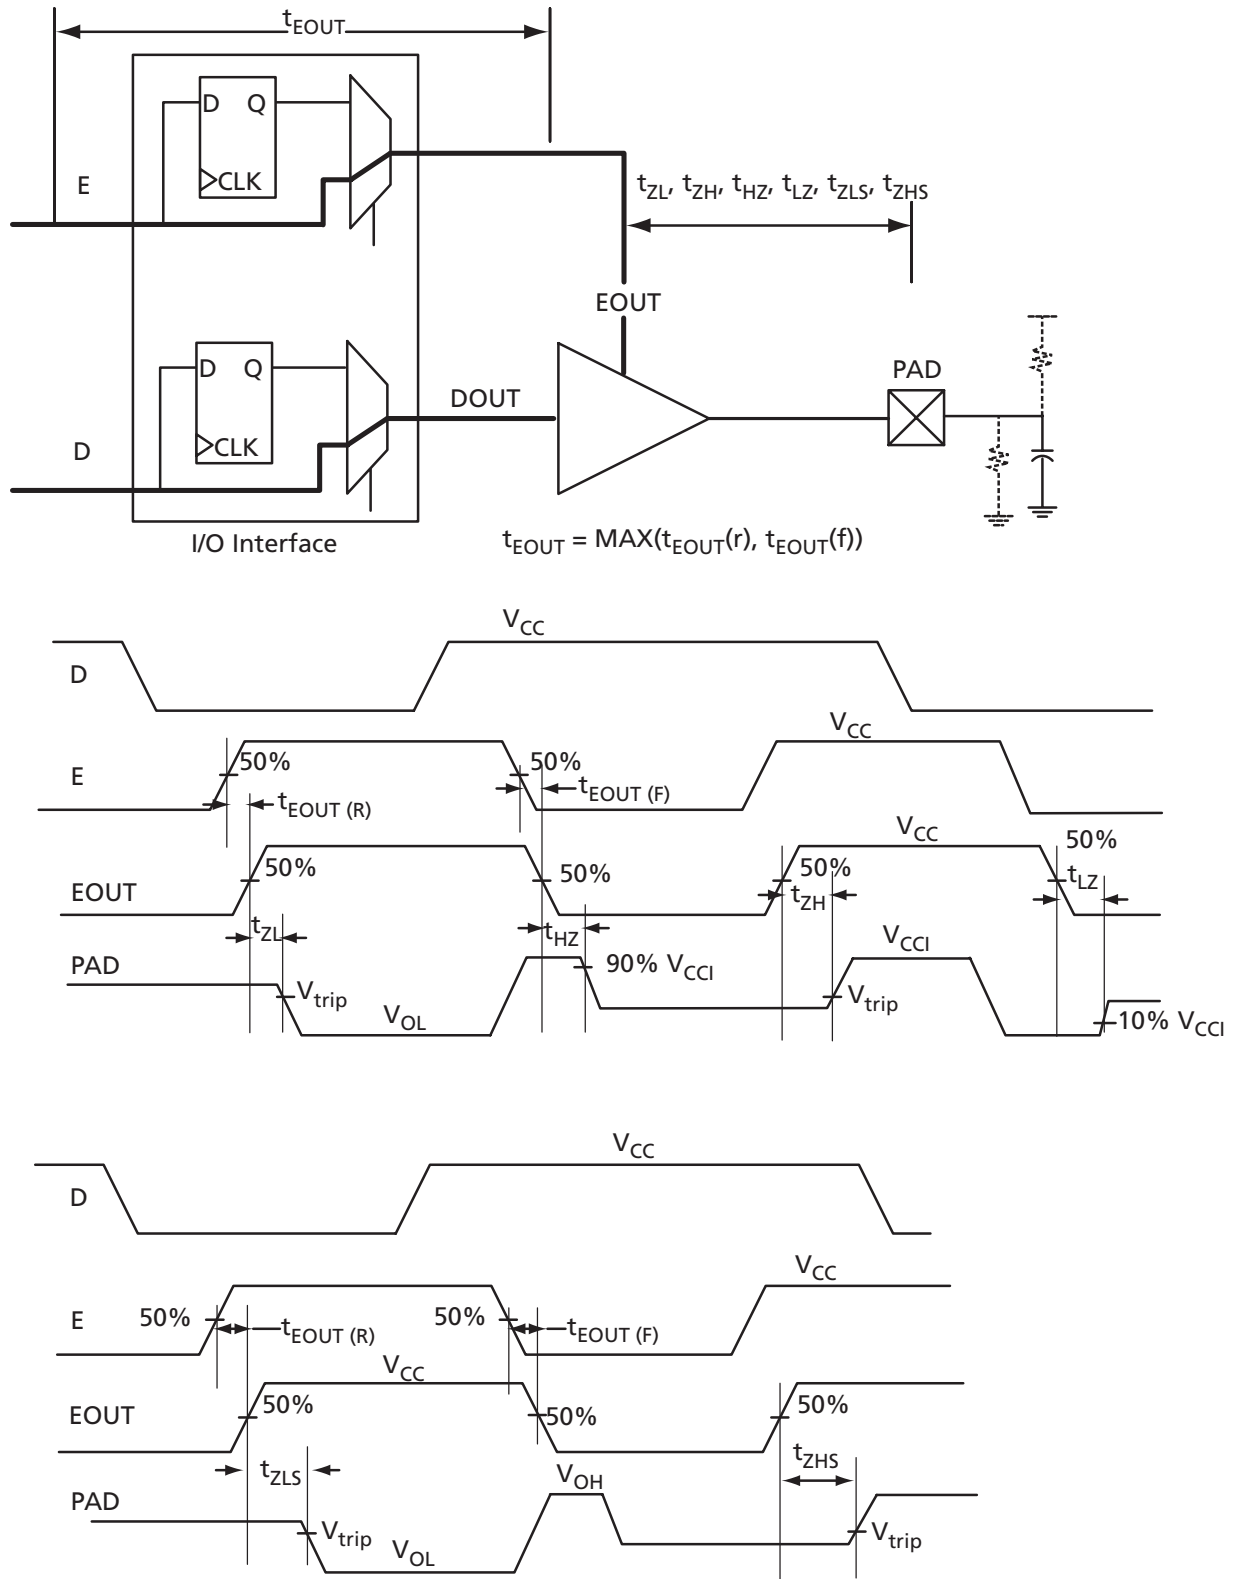 tEOUT
D Q
CLK
E
tZL, tZH, tHZ, tLZ, tZLS, tZHS
EOUT
D Q
CLK
DOUT
PAD
D
I/O Interface
tEOUT = MAX(tEOUT(r), tEOUT(f))
VCC
D
VCC
50%
50%
E
tEOUT (R)
tEOUT (F)
VCC
50%
50%
50%
50%
EOUT
tZL
tHZ
tZH
tLZ
PAD
VCCI
90% VCCI
Vtrip
Vtrip
VOL
10% VCCI
VCC
D
VCC
E
50%
50%
tEOUT (R)
tEOUT (F)
VCC
EOUT
50%
50%
50%
tZLS
tZHS
VOH
PAD
Vtrip
Vtrip
VOL